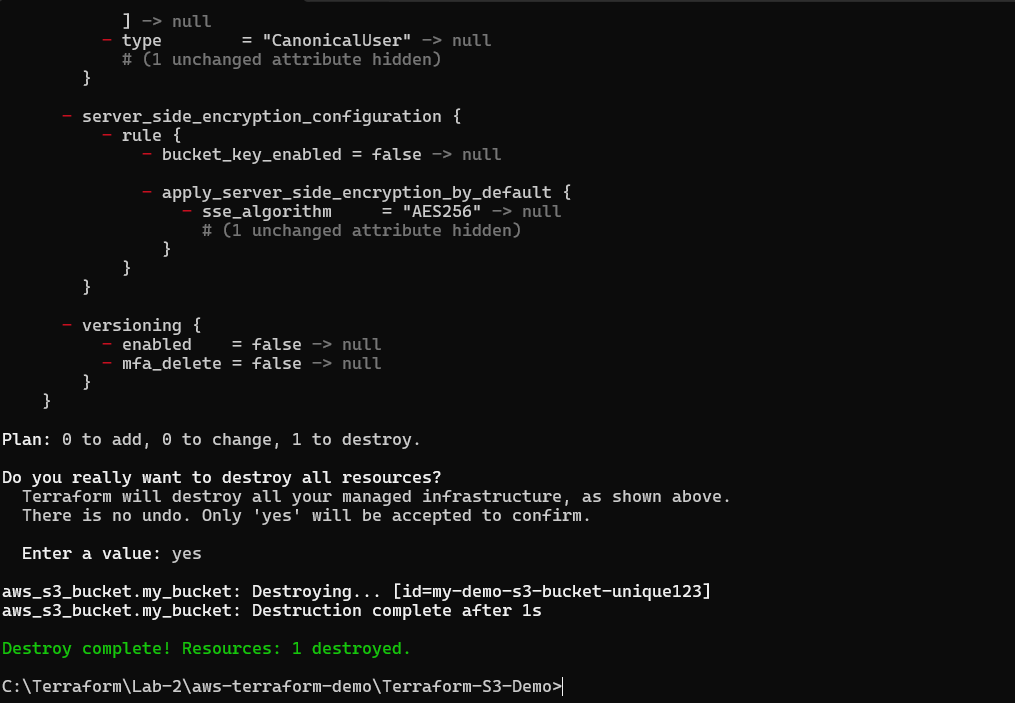 ] -> null
- type        = "CanonicalUser" -> null
# (1 unchanged attribute hidden)
}
- server_side_encryption_configuration {
- rule {
- bucket_key_enabled = false -> null
- apply_server_side_encryption_by_default {
- sse_algorithm     = "AES256" -> null
# (1 unchanged attribute hidden)
}
}
}
- versioning {
- enabled    = false -> null
- mfa_delete = false -> null
}
}
Plan: 0 to add, 0 to change, 1 to destroy.
Do you really want to destroy all resources?
Terraform will destroy all your managed infrastructure, as shown above.
There is no undo. Only 'yes' will be accepted to confirm.
Enter a value: yes
aws_s3_bucket.my_bucket: Destroying... [id=my-demo-s3-bucket-unique123]
aws_s3_bucket.my_bucket: Destruction complete after 1s
Destroy complete! Resources: 1 destroyed.
C:\Terraform\Lab-2\aws-terraform-demo\Terraform-S3-Demo>